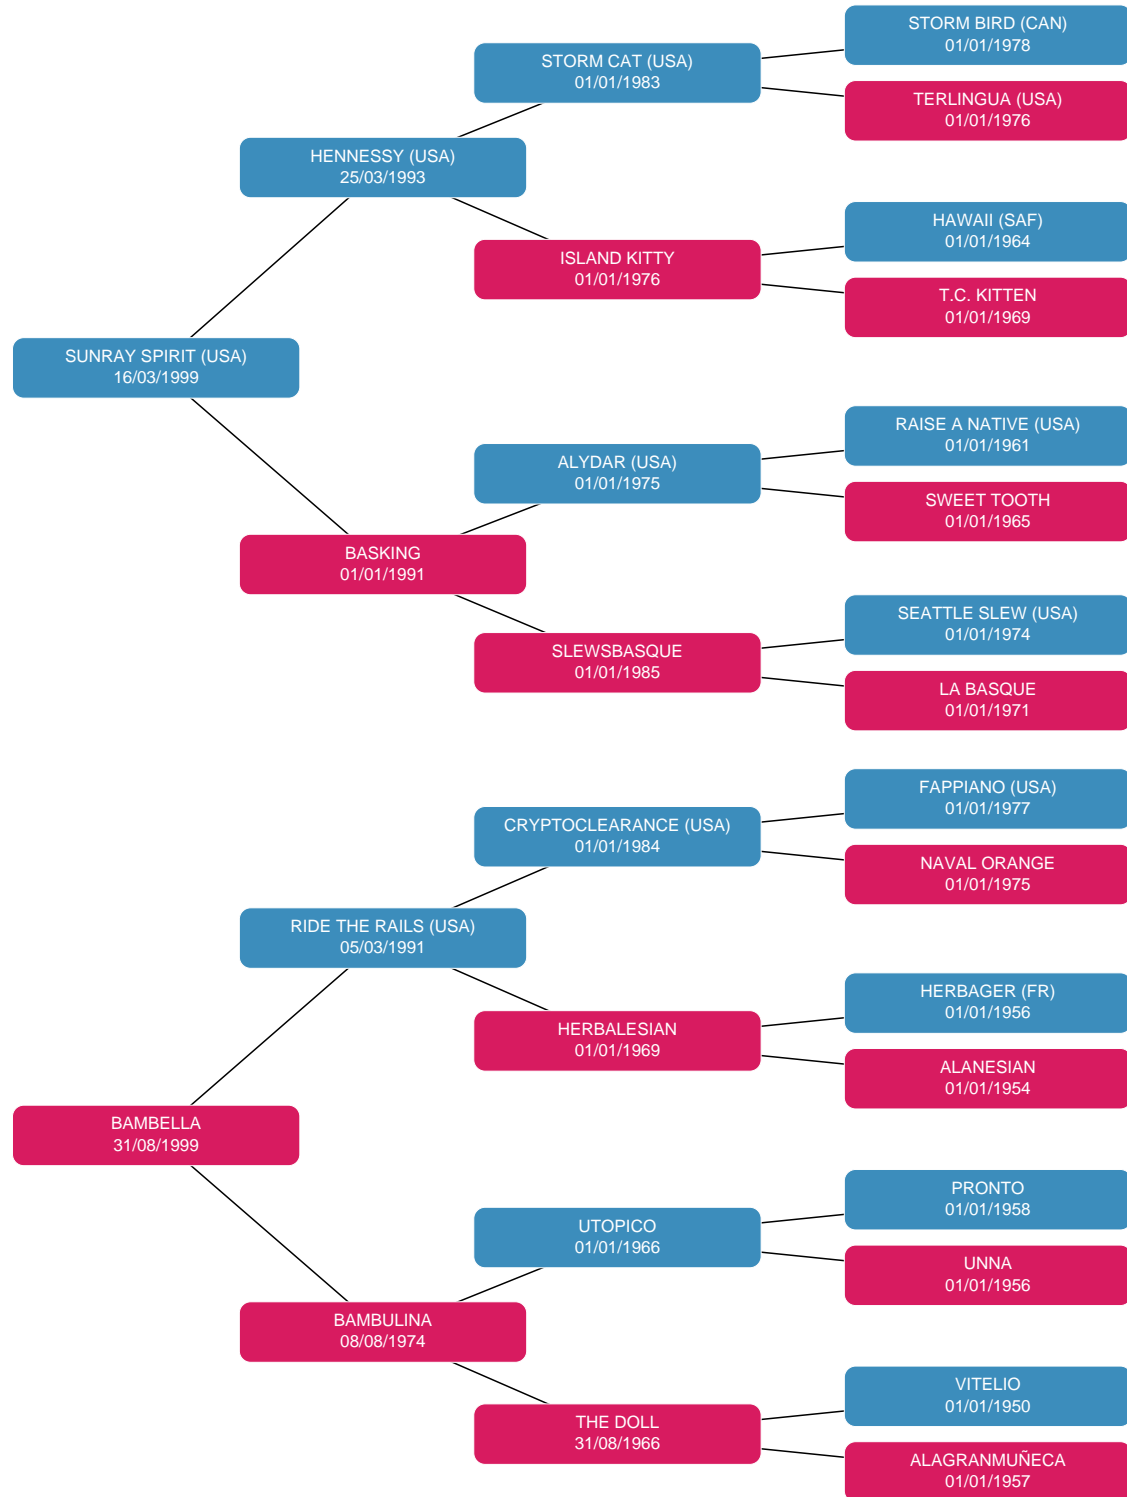 STORM BIRD (CAN)
01/01/1978
STORM CAT (USA)
01/01/1983
TERLINGUA (USA)
01/01/1976
HENNESSY (USA)
25/03/1993
HAWAII (SAF)
01/01/1964
ISLAND KITTY
01/01/1976
T.C. KITTEN
01/01/1969
SUNRAY SPIRIT (USA)
16/03/1999
RAISE A NATIVE (USA)
01/01/1961
ALYDAR (USA)
01/01/1975
SWEET TOOTH
01/01/1965
BASKING
01/01/1991
SEATTLE SLEW (USA)
01/01/1974
SLEWSBASQUE
01/01/1985
LA BASQUE
01/01/1971
FAPPIANO (USA)
01/01/1977
CRYPTOCLEARANCE (USA)
01/01/1984
NAVAL ORANGE
01/01/1975
RIDE THE RAILS (USA)
05/03/1991
HERBAGER (FR)
01/01/1956
HERBALESIAN
01/01/1969
ALANESIAN
01/01/1954
BAMBELLA
31/08/1999
PRONTO
01/01/1958
UTOPICO
01/01/1966
UNNA
01/01/1956
BAMBULINA
08/08/1974
VITELIO
01/01/1950
THE DOLL
31/08/1966
ALAGRANMUÑECA
01/01/1957